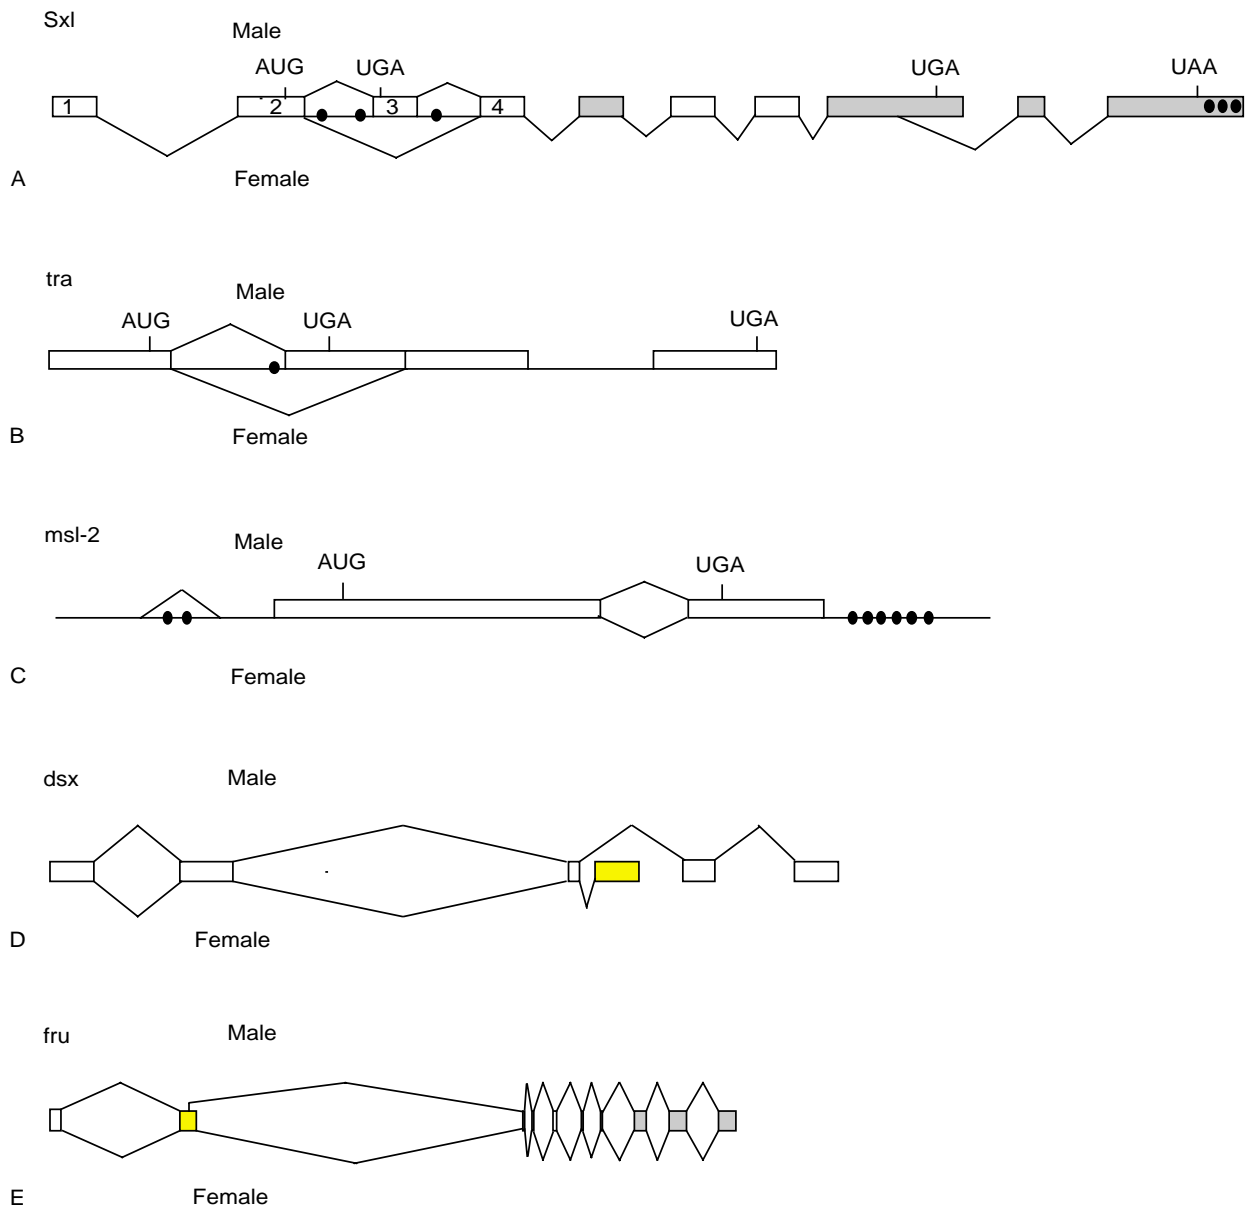 Sxl
Male
AUG UGA UGA UAA
1 2 3 4
A Female
tra
Male
AUG UGA UGA
B Female
msl-2
Male
AUG UGA
C Female
dsx Male
D Female
fru Male
E Female